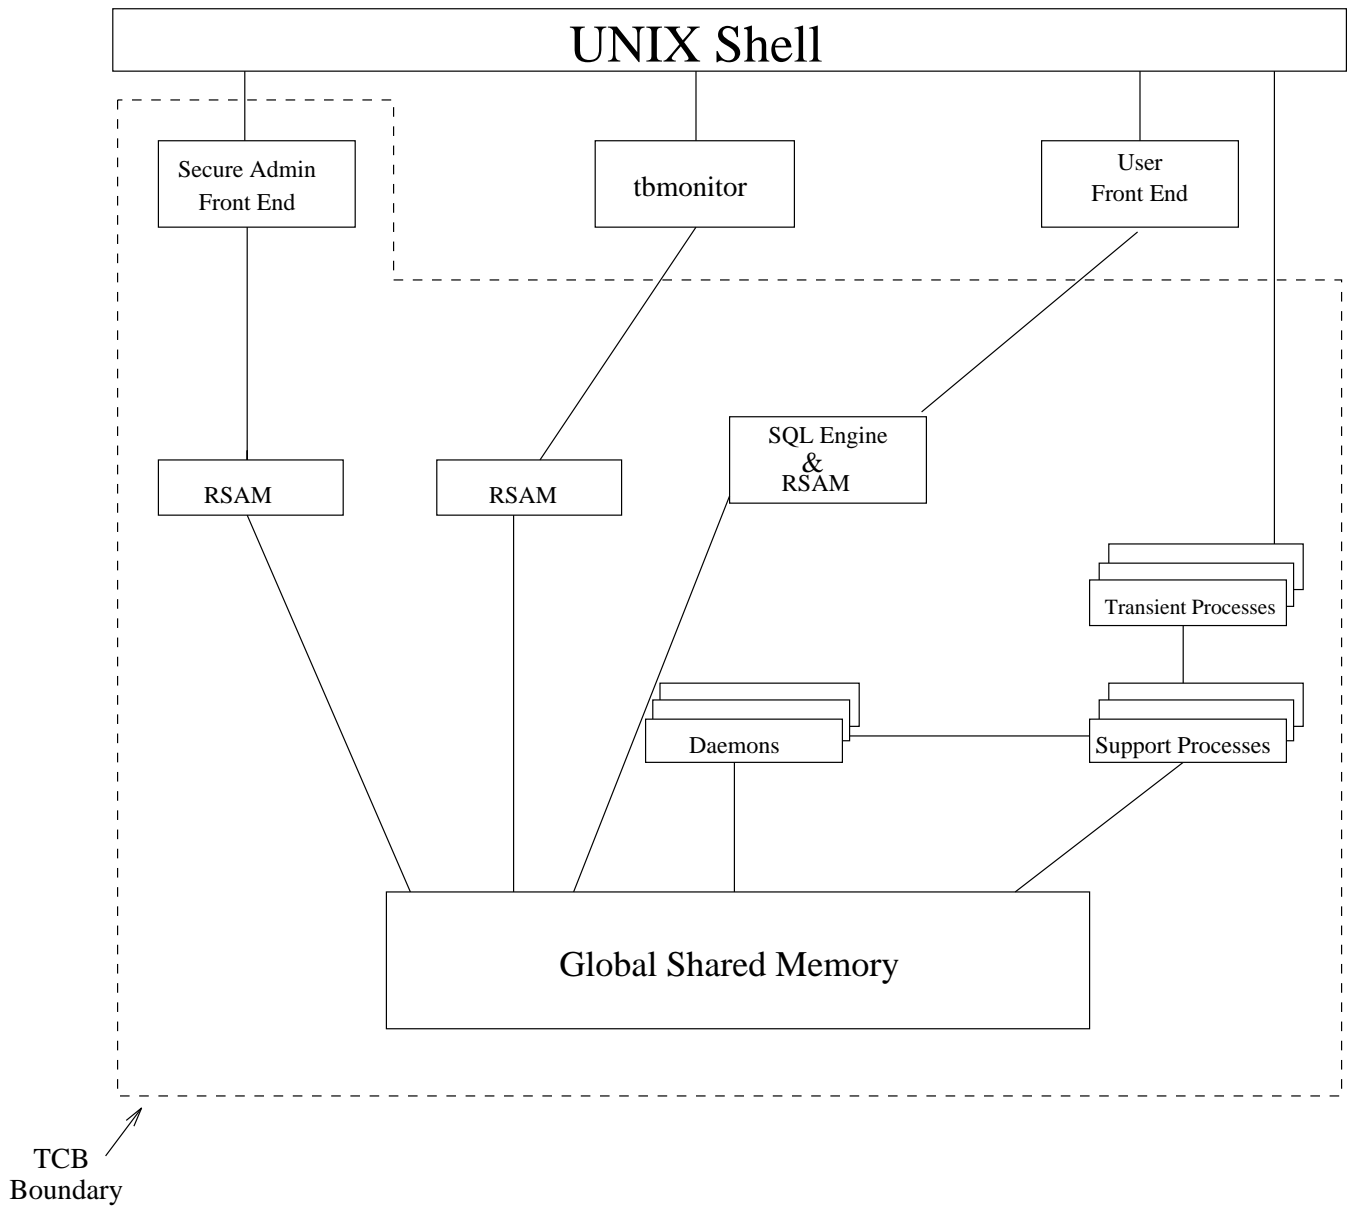 UNIX Shell
Secure Admin
Front End
tbmonitor
User
Front End
SQL Engine
&
RSAM
RSAM
RSAM
Transient Processes
Daemons
Support Processes
Global Shared Memory
TCB
Boundary